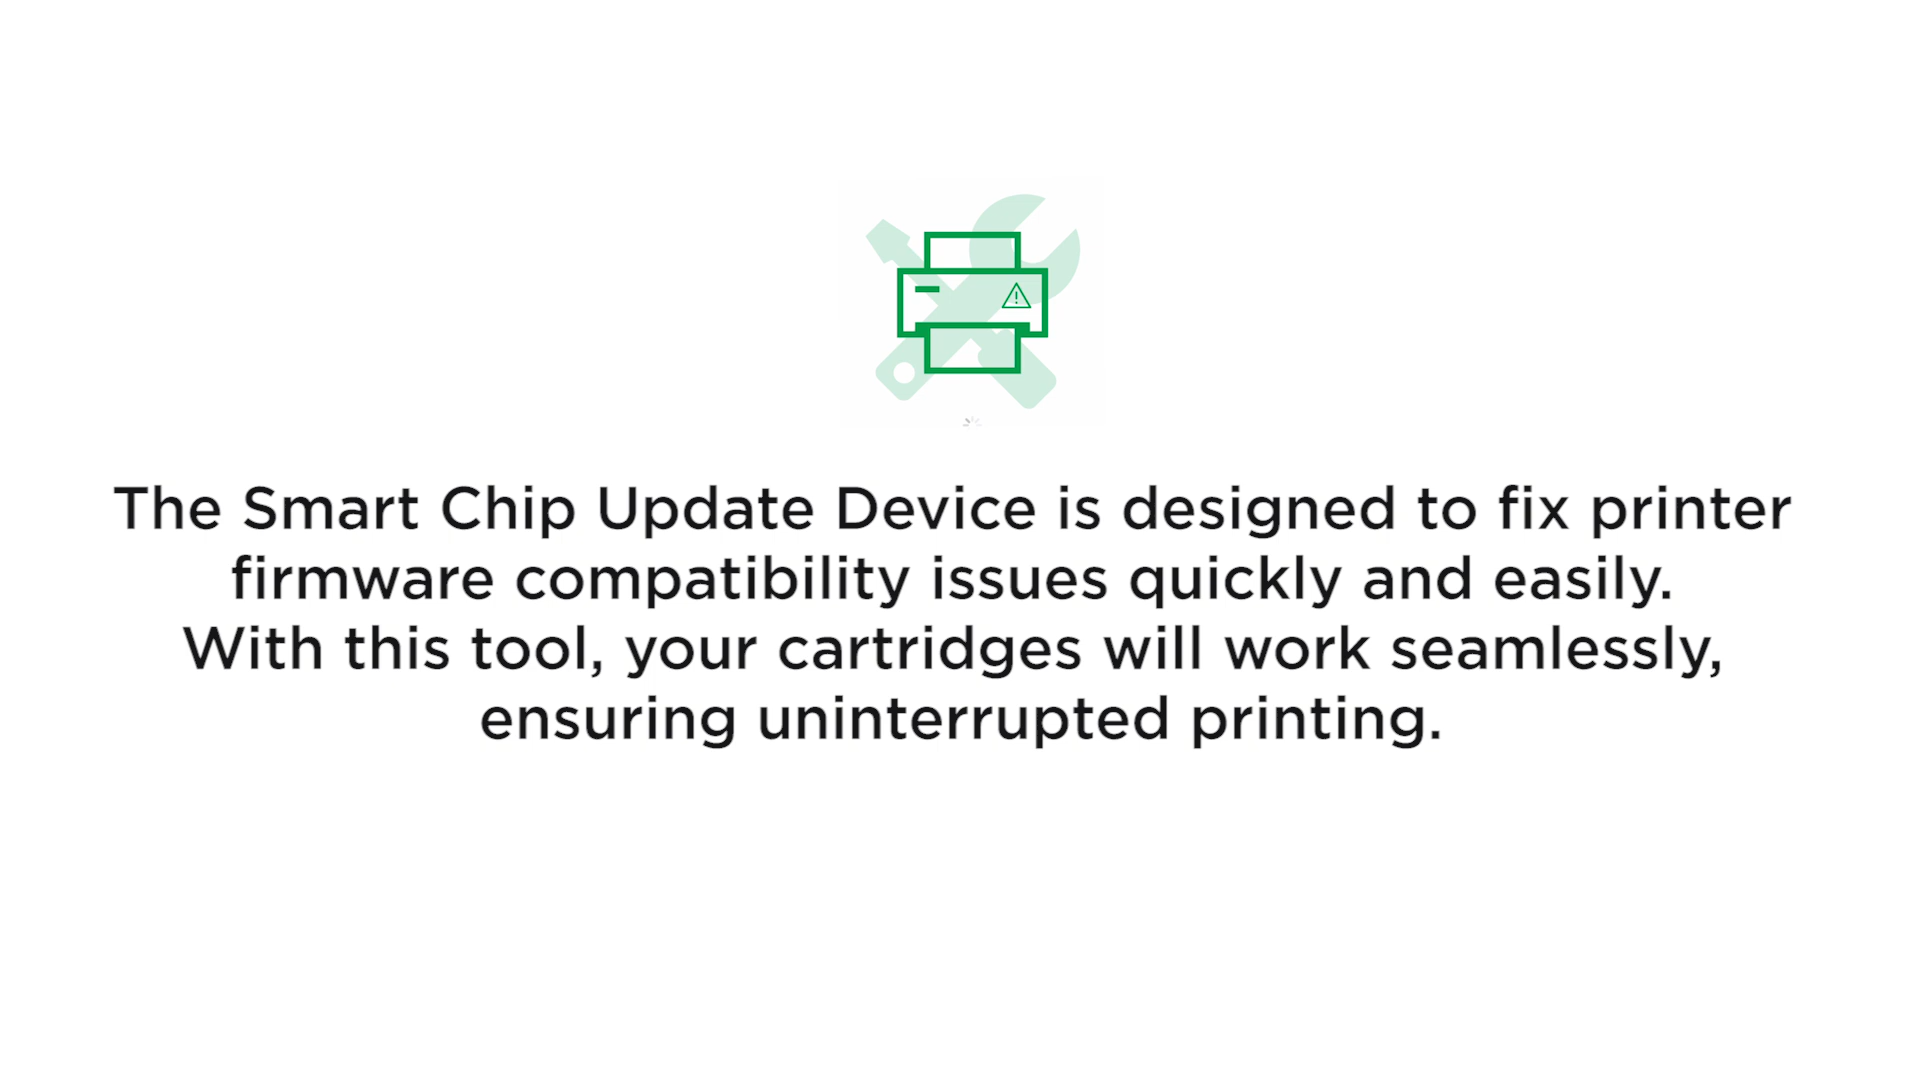 The Smart Chip Update Device is designed to fix printer
firmware compatibility issues quickly and easily.
With this tool, your cartridges will work seamlessly,
ensuring uninterrupted printing.